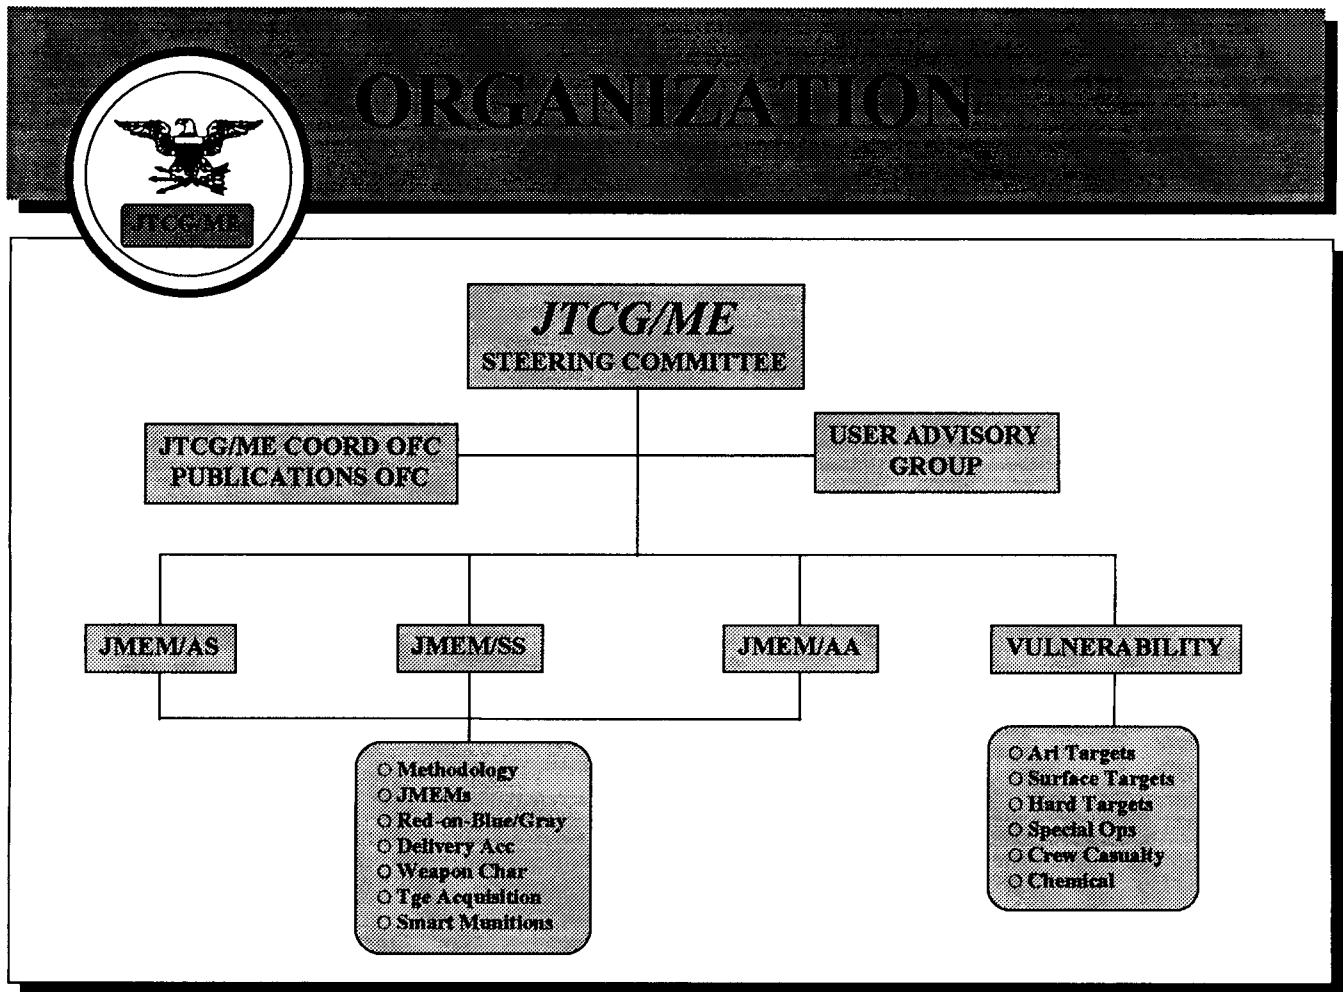 ORGANIZATION
JTCG/ME
JTCG/ME
STEERING COMMITTEE
JTCG/ME COORD OFC
PUBLICATIONS OFC
USER ADVISORY
GROUP
JMEM/AS
JMEM/SS
JMEM/AA
VULNERABILITY
○ Methodology
○ JMEMs
○ Red-on-Blue/Gray
○ Delivery Acc
○ Weapon Char
○ Tge Acquisition
○ Smart Munitions
○ Art Targets
○ Surface Targets
○ Hard Targets
○ Special Ops
○ Crew Casualty
○ Chemical